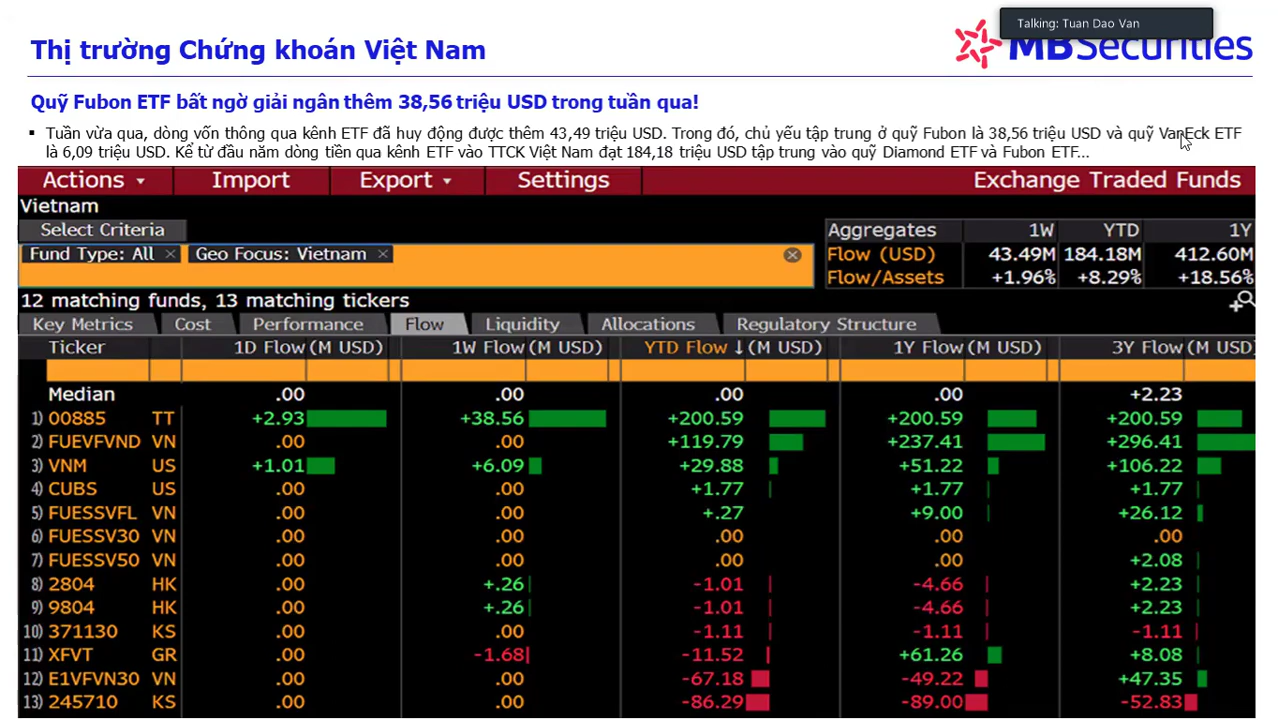 Talking: Tuan Dao Van
Thị trường Chứng khoán Việt Nam
MBSecurities
Quỹ Fubon ETF bất ngờ giải ngân thêm 38,56 triệu USD trong tuần qua!
▪ Tuần vừa qua, dòng vốn thông qua kênh ETF đã huy động được thêm 43,49 triệu USD. Trong đó, chủ yếu tập trung ở quỹ Fubon là 38,56 triệu USD và quỹ VanEck ETF
là 6,09 triệu USD. Kể từ đầu năm dòng tiền qua kênh ETF vào TTCK Việt Nam đạt 184,18 triệu USD tập trung vào quỹ Diamond ETF và Fubon ETF...
Actions Import Export Settings Exchange Traded Funds
Vietnam
Select Criteria Aggregates 1W YTD 1Y
Fund Type: All × Geo Focus: Vietnam × Flow (USD) 43.49M 184.18M 412.60M
Flow/Assets +1.96% +8.29% +18.56%
12 matching funds, 13 matching tickers
Key Metrics Cost Performance Flow Liquidity Allocations Regulatory Structure
Ticker 1D Flow (M USD) 1W Flow (M USD) YTD Flow ↓ (M USD) 1Y Flow (M USD) 3Y Flow (M USD)
Median .00 .00 .00 .00 +2.23
1) 00885 TT +2.93 +38.56 +200.59 +200.59 +200.59
2) FUEVFVND VN .00 .00 +119.79 +237.41 +296.41
3) VNM US +1.01 +6.09 +29.88 +51.22 +106.22
4) CUBS US .00 .00 +1.77 +1.77 +1.77
5) FUESSVFL VN .00 .00 +.27 +9.00 +26.12
6) FUESSV30 VN .00 .00 .00 .00 .00
7) FUESSV50 VN .00 .00 .00 .00 +2.08
8) 2804 HK .00 +.26 -1.01 -4.66 +2.23
9) 9804 HK .00 +.26 -1.01 -4.66 +2.23
10) 371130 KS .00 .00 -1.11 -1.11 -1.11
11) XFVT GR .00 -1.68 -11.52 +61.26 +8.08
12) E1VFVN30 VN .00 .00 -67.18 -49.22 +47.35
13) 245710 KS .00 .00 -86.29 -89.00 -52.83